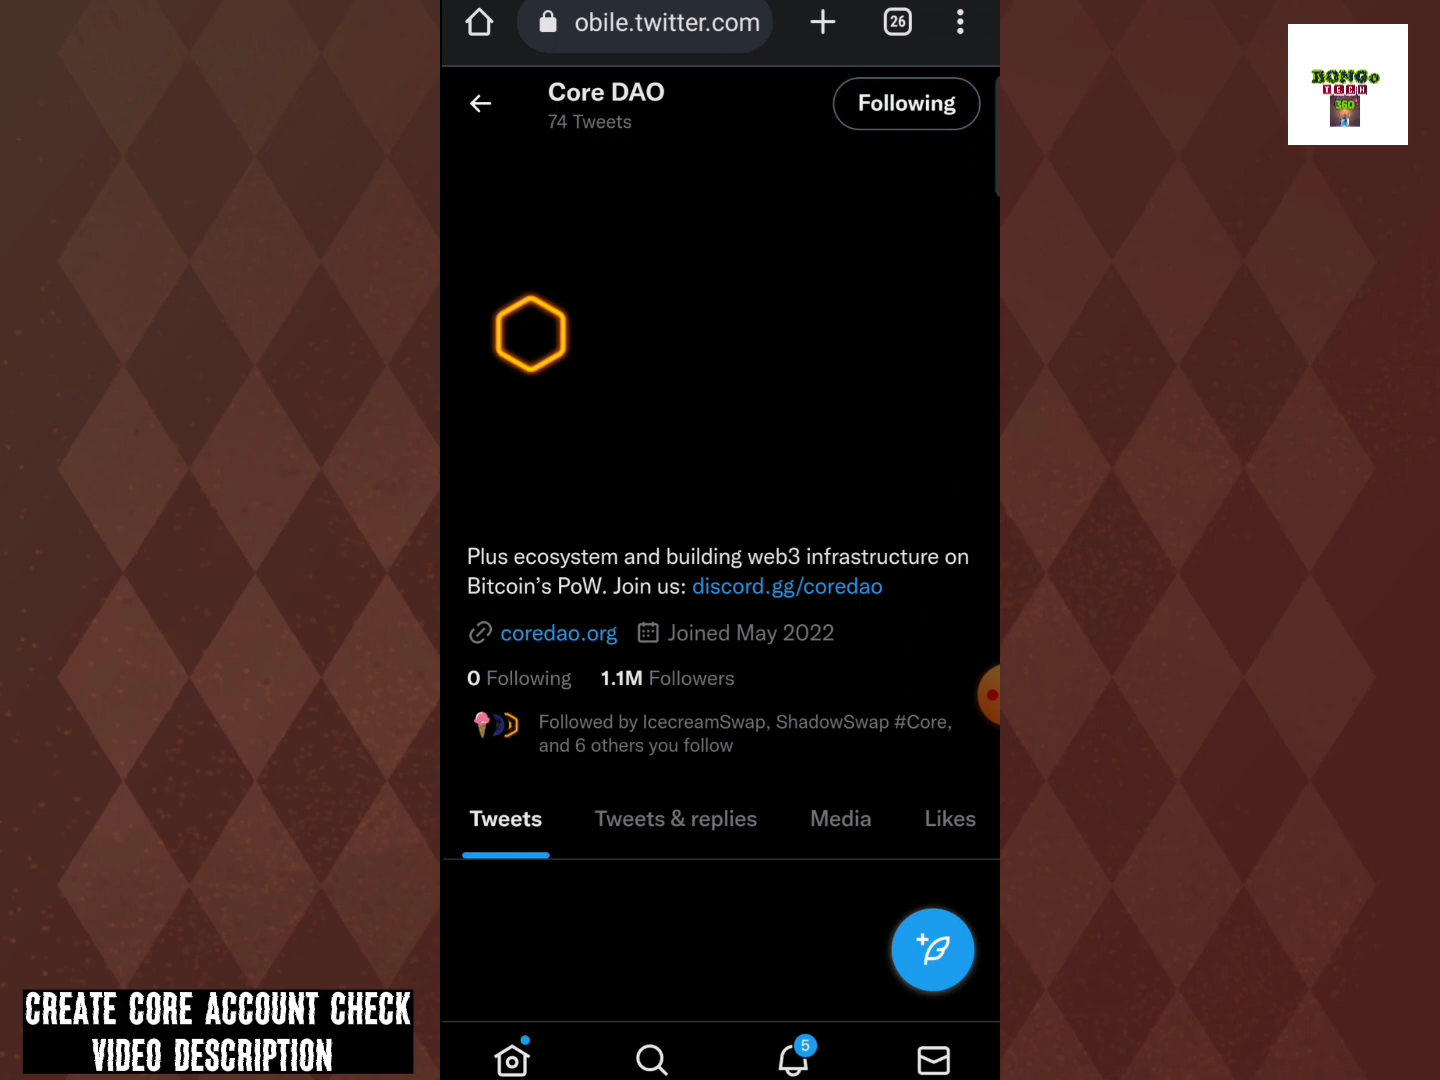 obile.twitter.com
26
Core DAO
74 Tweets
Following
BONGo
TECH
360
Plus ecosystem and building web3 infrastructure on
Bitcoin’s PoW. Join us: discord.gg/coredao
coredao.org Joined May 2022
0 Following 1.1M Followers
Followed by IcecreamSwap, ShadowSwap #Core,
and 6 others you follow
Tweets Tweets & replies Media Likes
5
CREATE CORE ACCOUNT CHECK
VIDEO DESCRIPTION